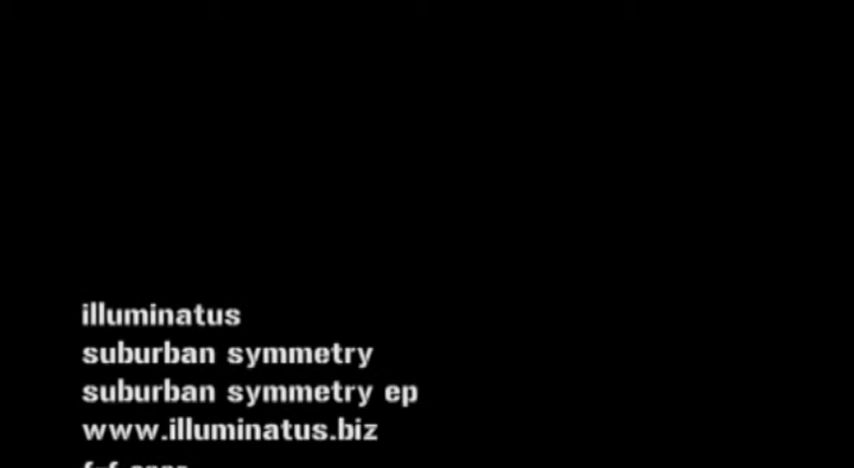 illuminatus
suburban symmetry
suburban symmetry ep
www.illuminatus.biz